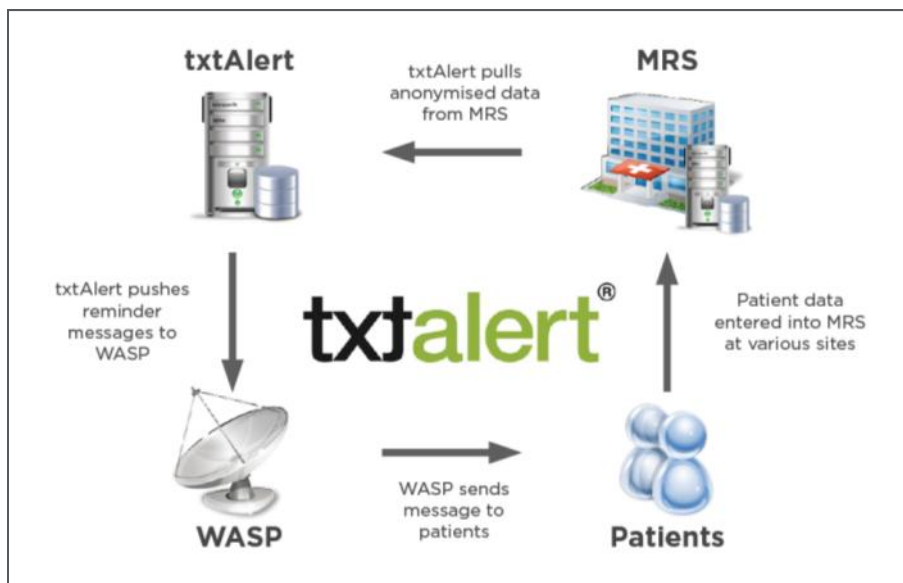 txtAlert
MRS
txtAlert pulls
anonymised data
from MRS
txtAlert pushes
reminder
messages to
WASP
txtalert®
Patient data
entered into MRS
at various sites
WASP sends
message to
patients
WASP
Patients